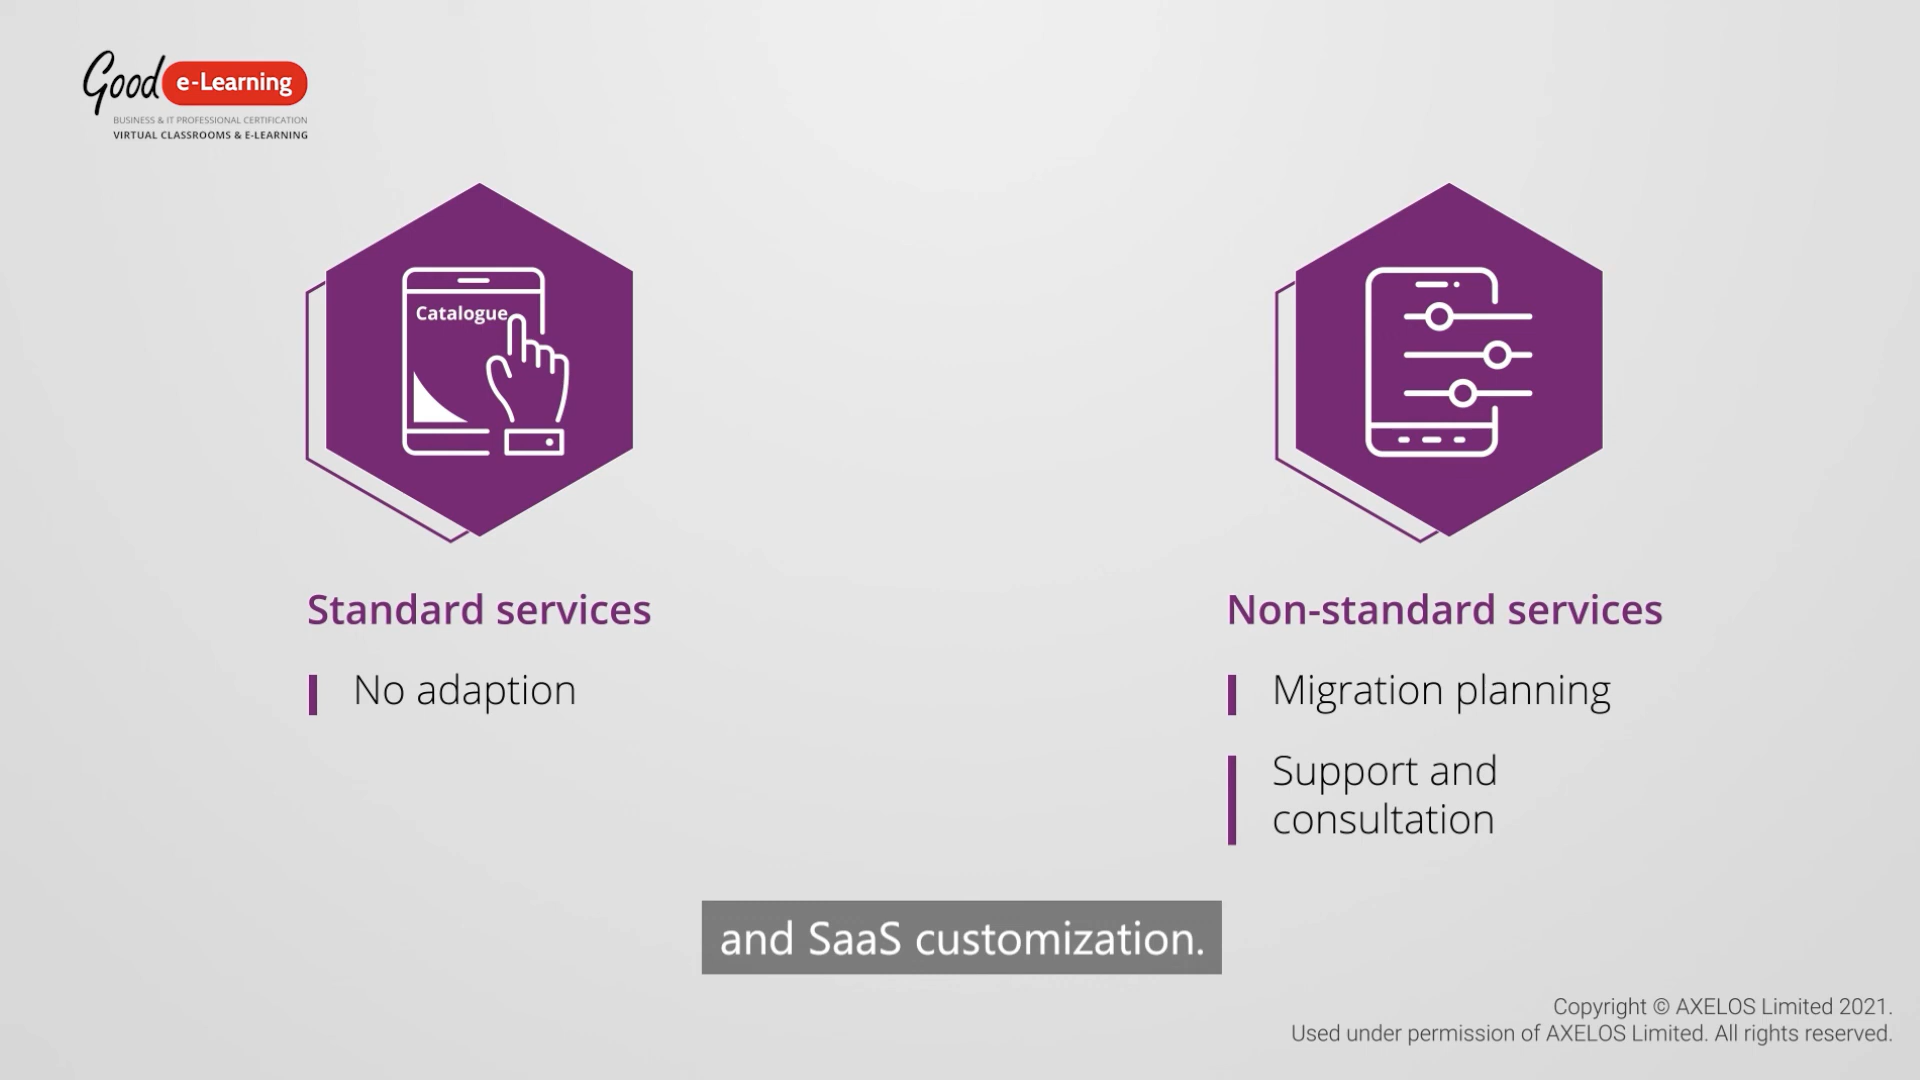 Good e-Learning
BUSINESS & IT PROFESSIONAL CERTIFICATION
VIRTUAL CLASSROOMS & E-LEARNING
Catalogue
Standard services
No adaption
Non-standard services
Migration planning
Support and
consultation
and SaaS customization.
Copyright © AXELOS Limited 2021.
Used under permission of AXELOS Limited. All rights reserved.